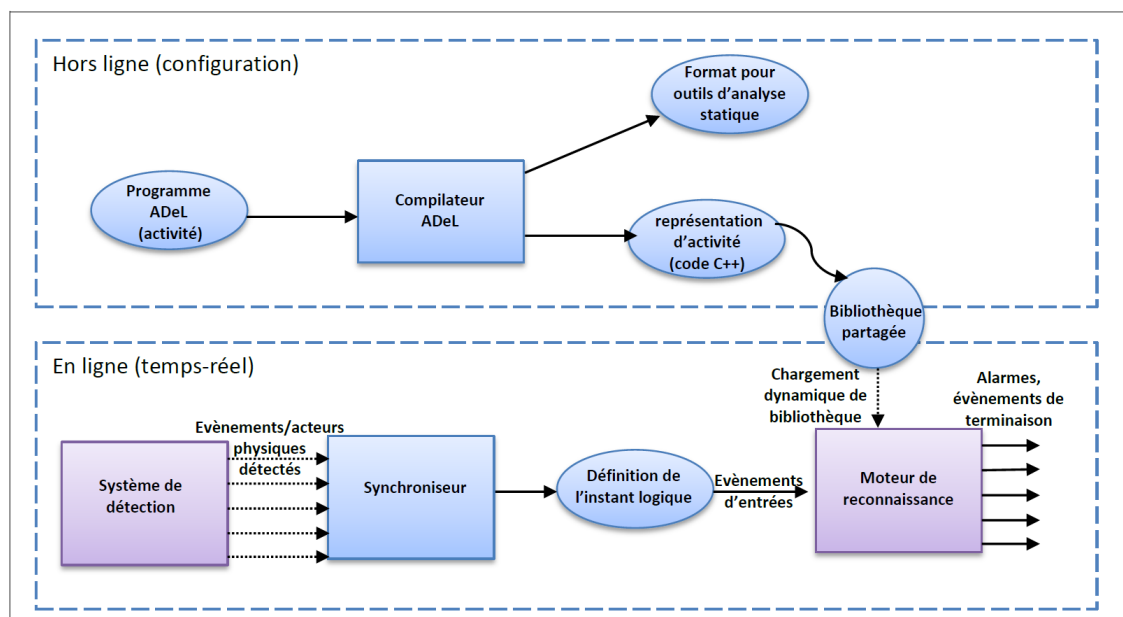 Hors ligne (configuration)
Format pour
outils d'analyse
statique
Programme
ADeL
(activité)
Compilateur
ADeL
représentation
d'activité
(code C++)
Bibliothèque
partagée
En ligne (temps-réel)
Chargement
dynamique de
bibliothèque
Alarmes,
évènements de
terminaison
Evènements/acteurs
physiques
détectés
Système de
détection
Synchroniseur
Définition de
l'instant logique
Evènements
d'entrées
Moteur de
reconnaissance